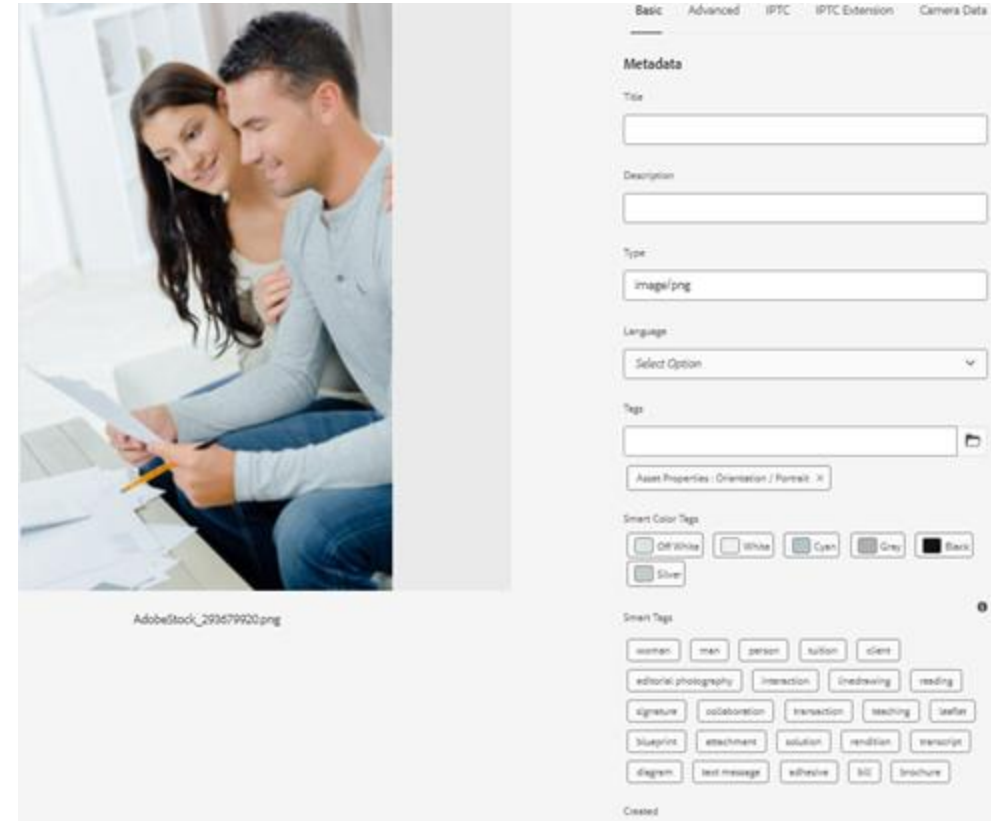 Basic Advanced IPTC IPTC Extension Camera Data
Metadata
Title
Description
Type
image/png
Language
Select Option
Tags
Asset Properties : Orientation / Portrait ×
Smart Color Tags
Off White White Cyan Gray Black
Silver
AdobeStock_293679920.png
Smart Tags
woman man person tuition client
editorial photography interaction linedrawing reading
signature collaboration transaction teaching leaflet
blueprint attachment solution rendition transcript
diagram text message adhesive bill brochure
Created